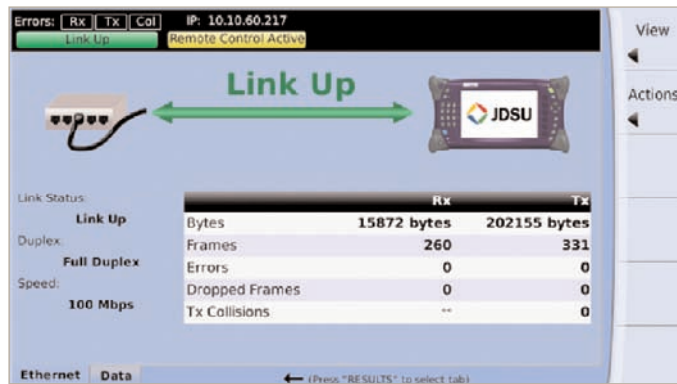 Errors: Rx Tx Col IP: 10.10.60.217
Link Up Remote Control Active
View
Actions
Link Up
JDSU
Link Status:
Link Up
Duplex:
Full Duplex
Speed:
100 Mbps
Rx Tx
Bytes 15872 bytes 202155 bytes
Frames 260 331
Errors 0 0
Dropped Frames 0 0
Tx Collisions -- 0
Ethernet Data
(Press "RESULTS" to select tab)